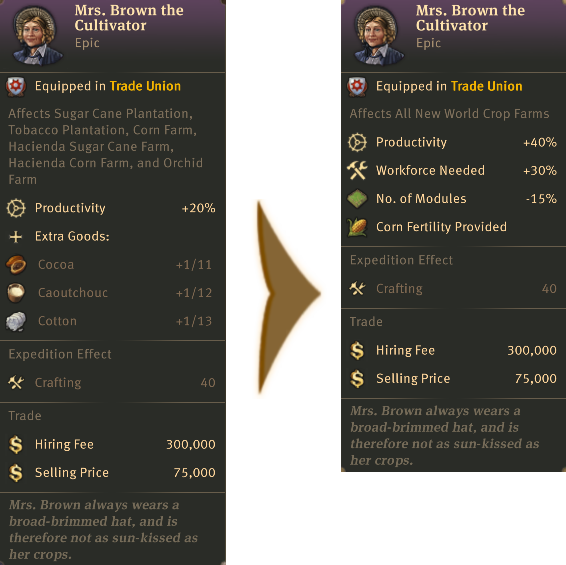 Mrs. Brown the
Cultivator
Epic
Equipped in Trade Union
Affects Sugar Cane Plantation,
Tobacco Plantation, Corn Farm,
Hacienda Sugar Cane Farm,
Hacienda Corn Farm, and Orchid
Farm
Productivity +20%
Extra Goods:
Cocoa +1/11
Caoutchouc +1/12
Cotton +1/13
Expedition Effect
Crafting 40
Trade
Hiring Fee 300,000
Selling Price 75,000
Mrs. Brown always wears a
broad-brimmed hat, and is
therefore not as sun-kissed as
her crops.
Mrs. Brown the
Cultivator
Epic
Equipped in Trade Union
Affects All New World Crop Farms
Productivity +40%
Workforce Needed +30%
No. of Modules -15%
Corn Fertility Provided
Expedition Effect
Crafting 40
Trade
Hiring Fee 300,000
Selling Price 75,000
Mrs. Brown always wears a
broad-brimmed hat, and is
therefore not as sun-kissed as
her crops.